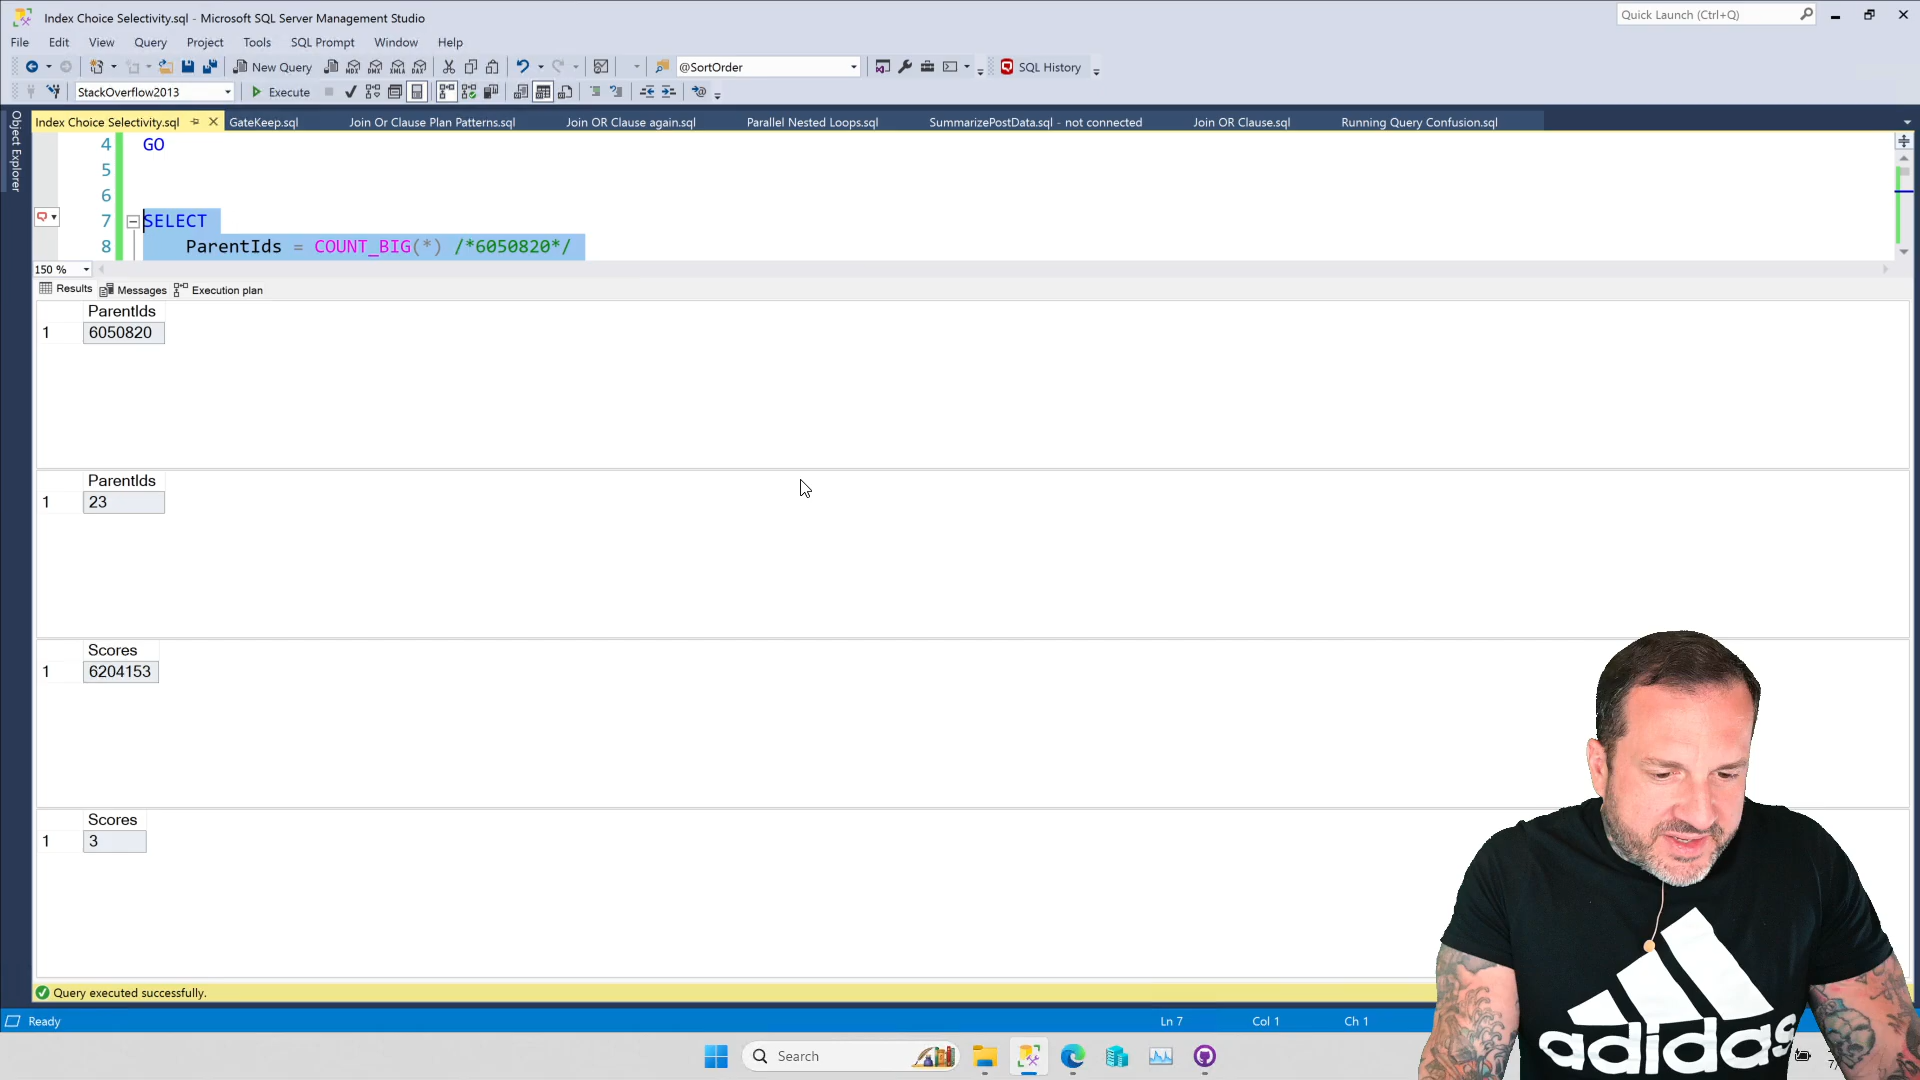 Index Choice Selectivity.sql - Microsoft SQL Server Management Studio
Quick Launch (Ctrl+Q)
File Edit View Query Project Tools SQL Prompt Window Help
New Query
@SortOrder
SQL History
StackOverflow2013
Execute
Index Choice Selectivity.sql
GateKeep.sql
Join Or Clause Plan Patterns.sql
Join OR Clause again.sql
Parallel Nested Loops.sql
SummarizePostData.sql - not connected
Join OR Clause.sql
Running Query Confusion.sql
Object Explorer
4 GO
5
6
7 SELECT
8 ParentIds = COUNT_BIG(*) /*6050820*/
150 %
Results Messages Execution plan
ParentIds
1 6050820
ParentIds
1 23
Scores
1 6204153
Scores
1 3
Query executed successfully.
Ready
Ln 7 Col 1 Ch 1
Search
adidas